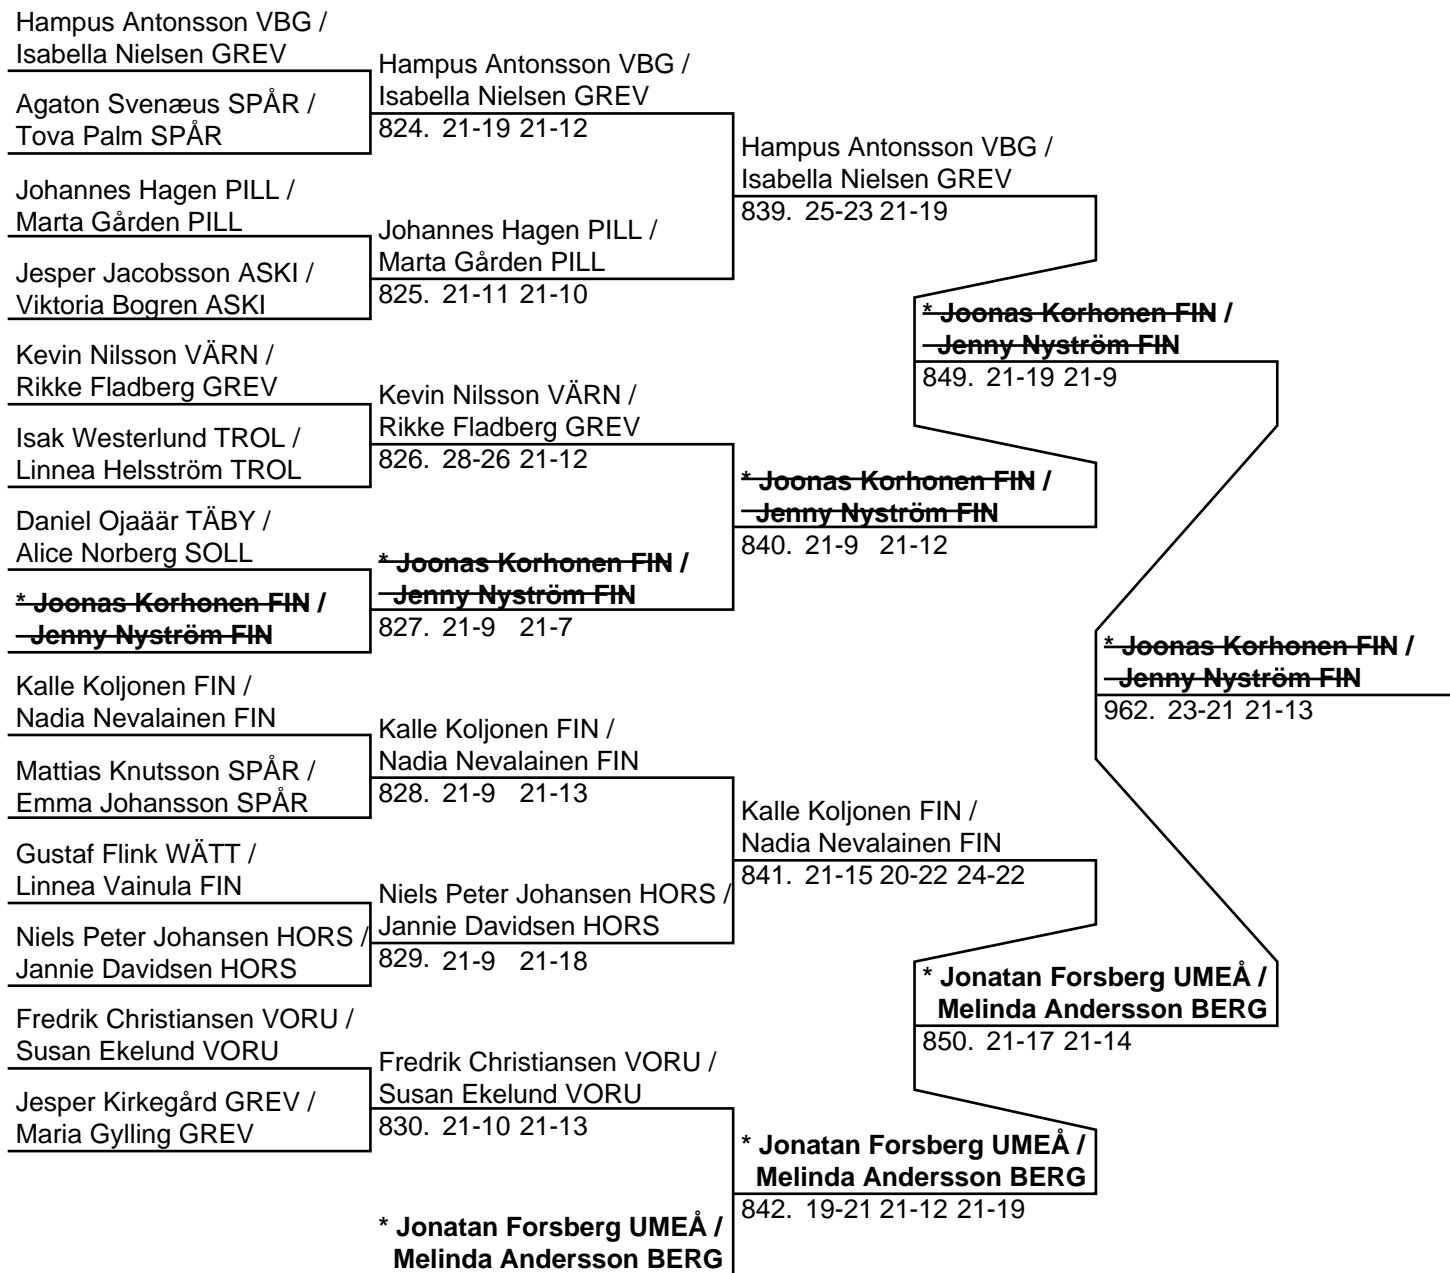 Hampus Antonsson VBG /
Isabella Nielsen GREV
Agaton Svenæus SPÅR /
Tova Palm SPÅR
Johannes Hagen PILL /
Marta Gården PILL
Jesper Jacobsson ASKI /
Viktoria Bogren ASKI
Kevin Nilsson VÄRN /
Rikke Fladberg GREV
Isak Westerlund TROL /
Linnea Helsström TROL
Daniel Ojaäär TÄBY /
Alice Norberg SOLL
* Joonas Korhonen FIN /
Jenny Nyström FIN
Kalle Koljonen FIN /
Nadia Nevalainen FIN
Mattias Knutsson SPÅR /
Emma Johansson SPÅR
Gustaf Flink WÄTT /
Linnea Vainula FIN
Niels Peter Johansen HORS /
Jannie Davidsen HORS
Fredrik Christiansen VORU /
Susan Ekelund VORU
Jesper Kirkegård GREV /
Maria Gylling GREV
Hampus Antonsson VBG /
Isabella Nielsen GREV
824. 21-19 21-12
Johannes Hagen PILL /
Marta Gården PILL
825. 21-11 21-10
Kevin Nilsson VÄRN /
Rikke Fladberg GREV
826. 28-26 21-12
* Joonas Korhonen FIN /
Jenny Nyström FIN
827. 21-9 21-7
Kalle Koljonen FIN /
Nadia Nevalainen FIN
828. 21-9 21-13
Niels Peter Johansen HORS /
Jannie Davidsen HORS
829. 21-9 21-18
Fredrik Christiansen VORU /
Susan Ekelund VORU
830. 21-10 21-13
* Jonatan Forsberg UMEÅ /
Melinda Andersson BERG
Hampus Antonsson VBG /
Isabella Nielsen GREV
839. 25-23 21-19
* Joonas Korhonen FIN /
Jenny Nyström FIN
840. 21-9 21-12
Kalle Koljonen FIN /
Nadia Nevalainen FIN
841. 21-15 20-22 24-22
* Jonatan Forsberg UMEÅ /
Melinda Andersson BERG
842. 19-21 21-12 21-19
* Joonas Korhonen FIN /
Jenny Nyström FIN
849. 21-19 21-9
* Jonatan Forsberg UMEÅ /
Melinda Andersson BERG
850. 21-17 21-14
* Joonas Korhonen FIN /
Jenny Nyström FIN
962. 23-21 21-13